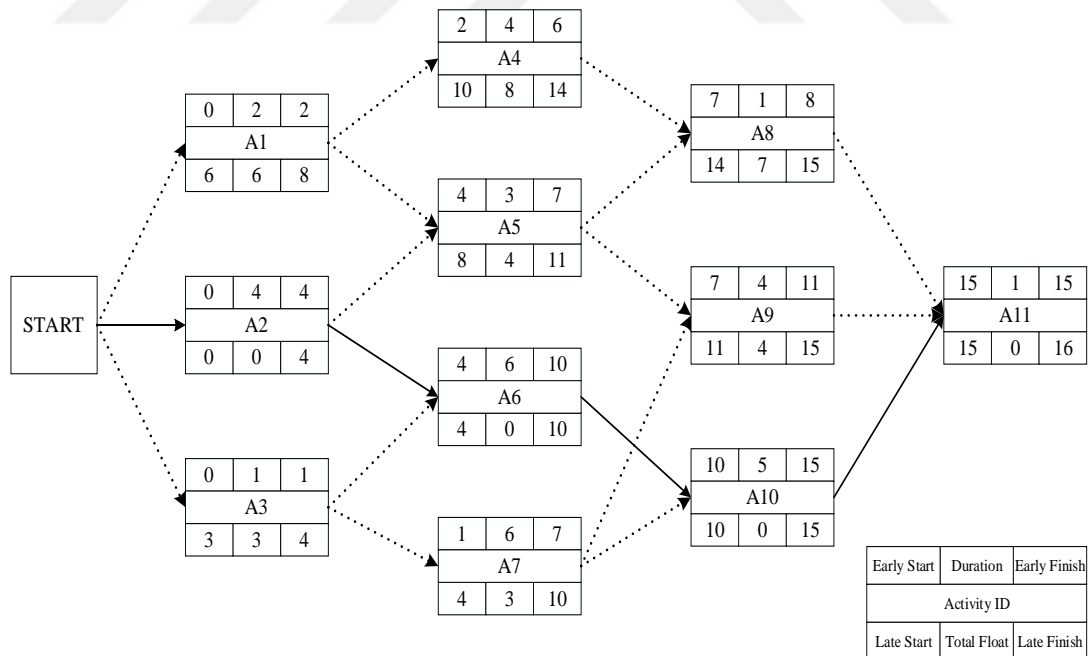 2 4 6
A4
10 8 14
0 2 2
A1
6 6 8
7 1 8
A8
14 7 15
4 3 7
A5
8 4 11
START
0 4 4
A2
0 0 4
7 4 11
A9
11 4 15
15 1 15
A11
15 0 16
4 6 10
A6
4 0 10
0 1 1
A3
3 3 4
10 5 15
A10
10 0 15
1 6 7
A7
4 3 10
Early Start Duration Early Finish
Activity ID
Late Start Total Float Late Finish